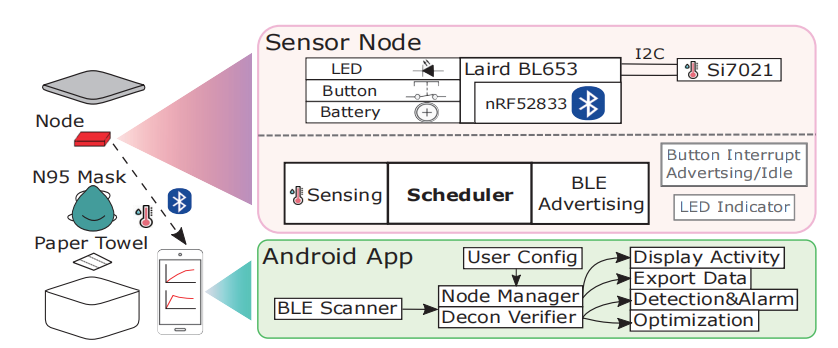 Sensor Node
LED
Button
Battery
Laird BL653
nRF52833
I2C
Si7021
Node
N95 Mask
Paper Towel
Sensing
Scheduler
BLE
Advertising
Button Interrupt
Advertsing/Idle
LED Indicator
Android App
User Config
BLE Scanner
Node Manager
Decon Verifier
Display Activity
Export Data
Detection&Alarm
Optimization